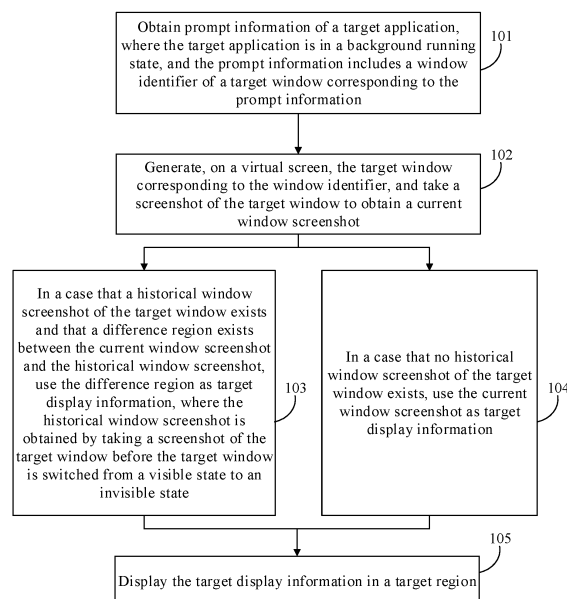 Obtain prompt information of a target application,
where the target application is in a background running
state, and the prompt information includes a window
identifier of a target window corresponding to the
prompt information
101
Generate, on a virtual screen, the target window
corresponding to the window identifier, and take a
screenshot of the target window to obtain a current
window screenshot
102
In a case that a historical window
screenshot of the target window exists
and that a difference region exists
between the current window screenshot
and the historical window screenshot,
use the difference region as target
display information, where the
historical window screenshot is
obtained by taking a screenshot of the
target window before the target window
is switched from a visible state to an
invisible state
103
In a case that no historical
window screenshot of the target
window exists, use the current
window screenshot as target
display information
104
Display the target display information in a target region
105